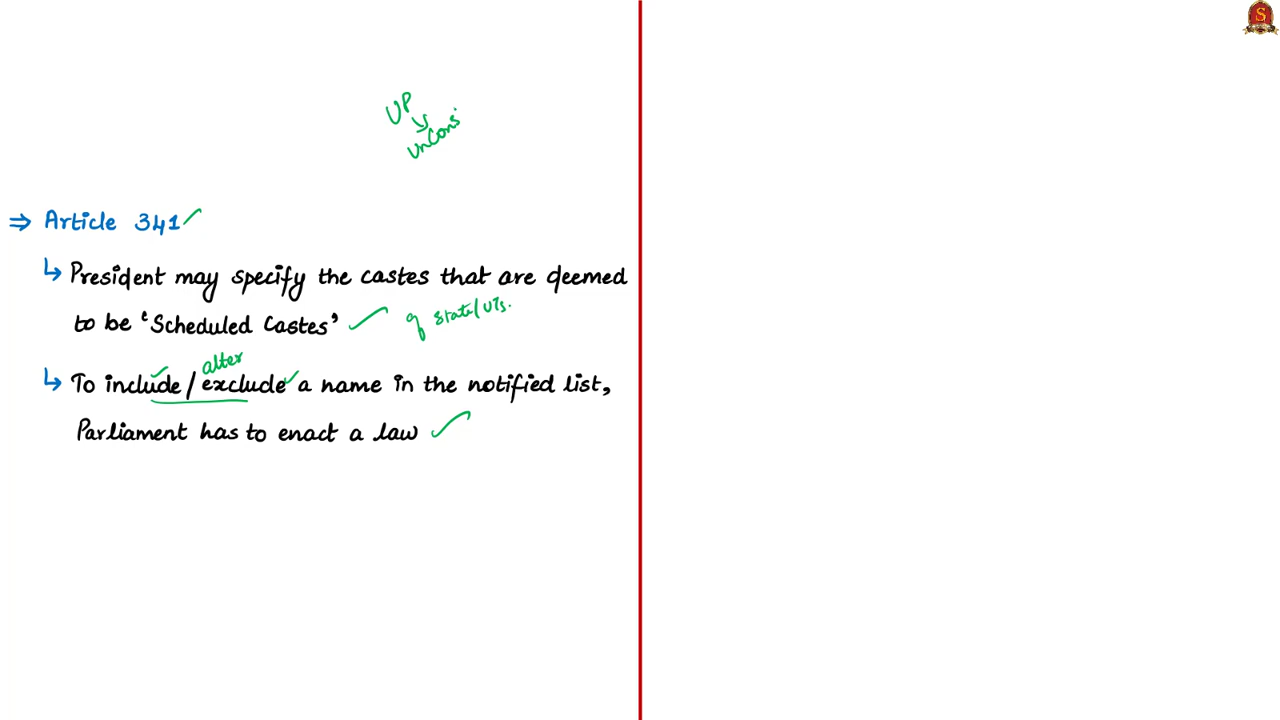 UP
unCons.
⇒ Article 341
↳ President may specify the castes that are deemed
to be 'Scheduled Castes'
of State/UTs.
alter
↳ To include/exclude a name in the notified list,
Parliament has to enact a law
S